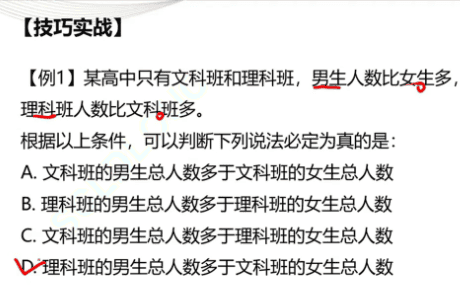 【技巧实战】
【例1】某高中只有文科班和理科班，男生人数比女生多，
理科班人数比文科班多。
根据以上条件，可以判断下列说法必定为真的是：
A. 文科班的男生总人数多于文科班的女生总人数
B. 理科班的男生总人数多于理科班的女生总人数
C. 文科班的男生总人数多于理科班的女生总人数
D. 理科班的男生总人数多于文科班的女生总人数